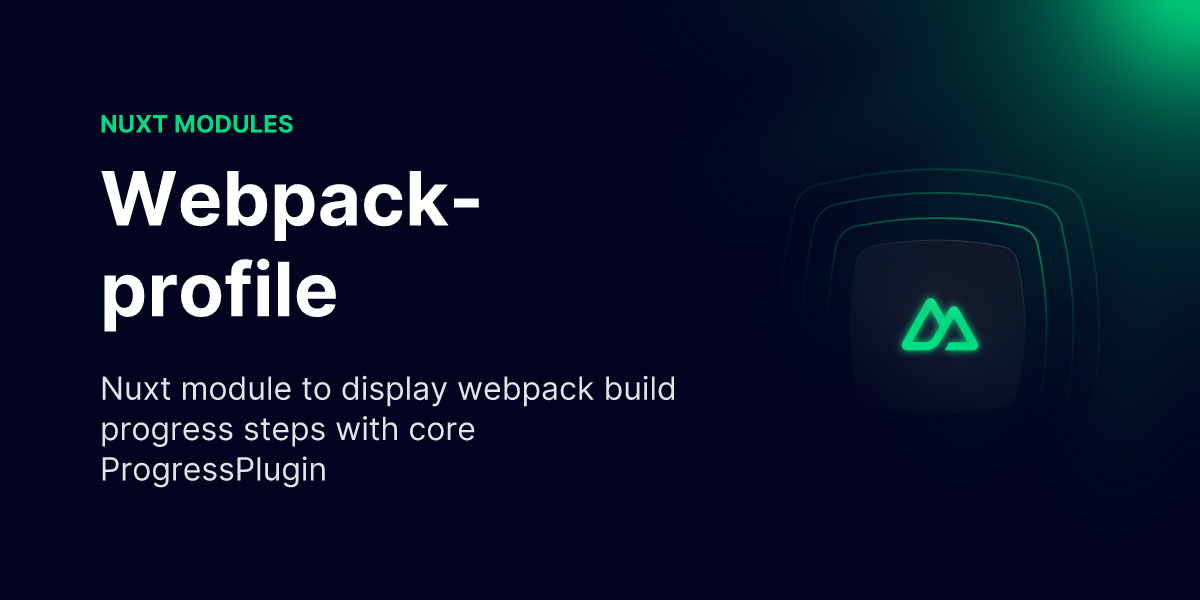 NUXT MODULES
Webpack-
profile
Nuxt module to display webpack build
progress steps with core
ProgressPlugin